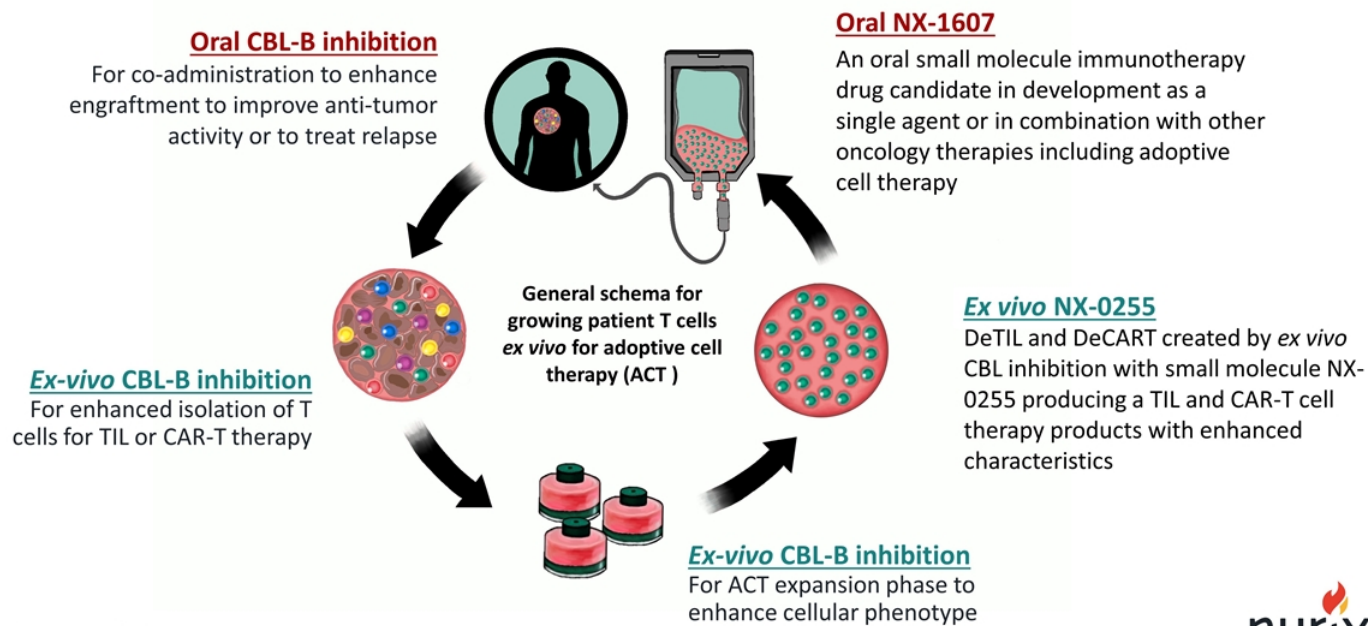 Oral CBL-B inhibition
For co-administration to enhance
engraftment to improve anti-tumor
activity or to treat relapse
Oral NX-1607
An oral small molecule immunotherapy
drug candidate in development as a
single agent or in combination with other
oncology therapies including adoptive
cell therapy
General schema for
growing patient T cells
ex vivo for adoptive cell
therapy (ACT )
Ex vivo NX-0255
DeTIL and DeCART created by ex vivo
CBL inhibition with small molecule NX-
0255 producing a TIL and CAR-T cell
therapy products with enhanced
characteristics
Ex-vivo CBL-B inhibition
For enhanced isolation of T
cells for TIL or CAR-T therapy
Ex-vivo CBL-B inhibition
For ACT expansion phase to
enhance cellular phenotype
nurix